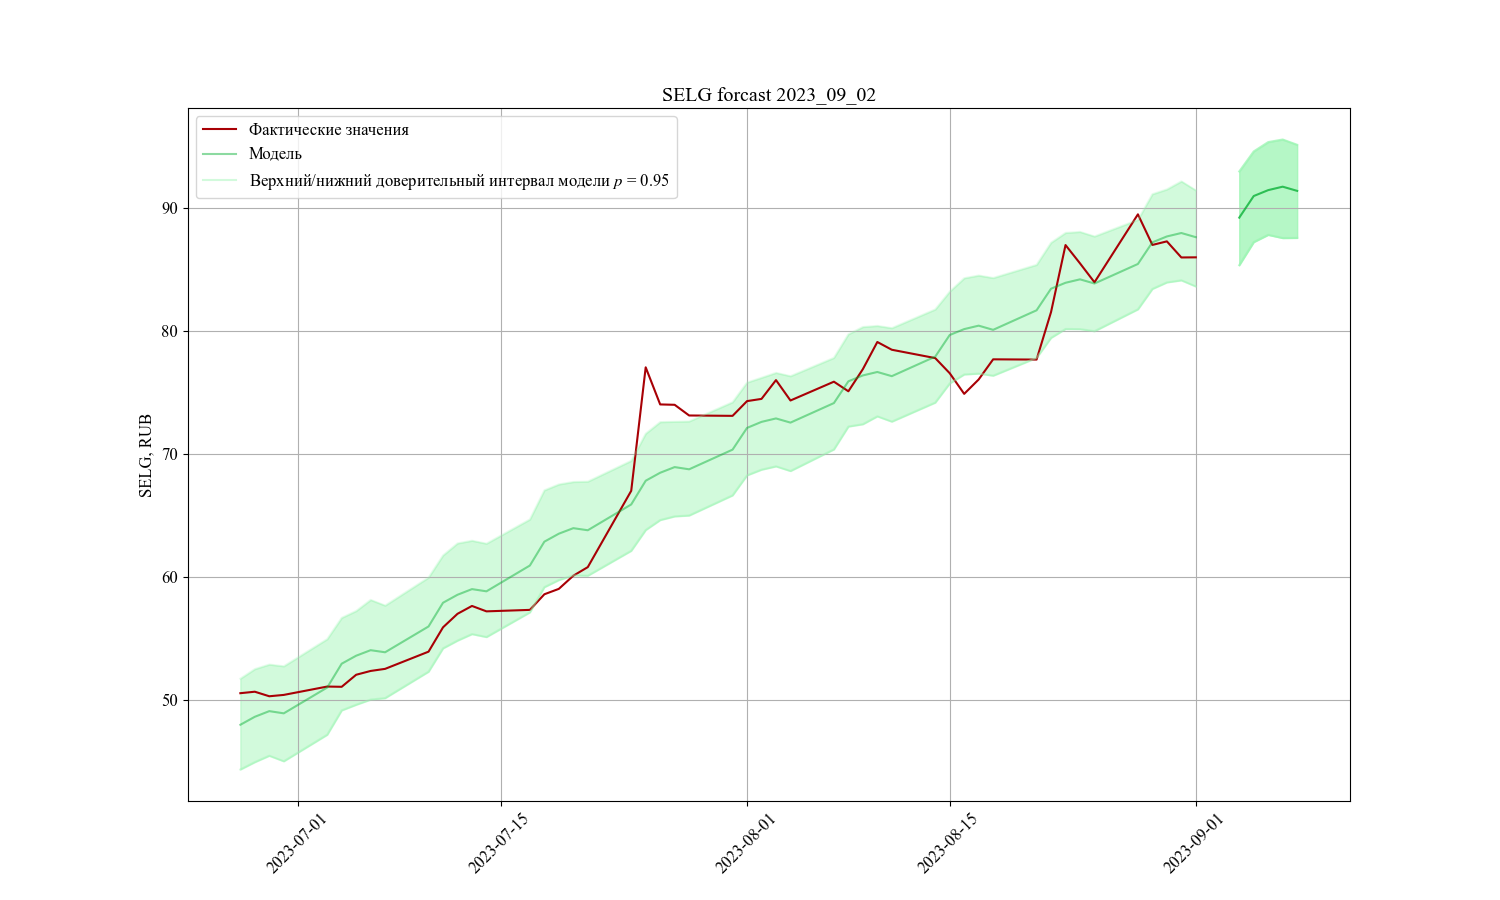 SELG forcast 2023_09_02
Фактические значения
Модель
Верхний/нижний доверительный интервал модели p = 0.95
90
80
70
60
50
SELG, RUB
2023-07-01
2023-07-15
2023-08-01
2023-08-15
2023-09-01